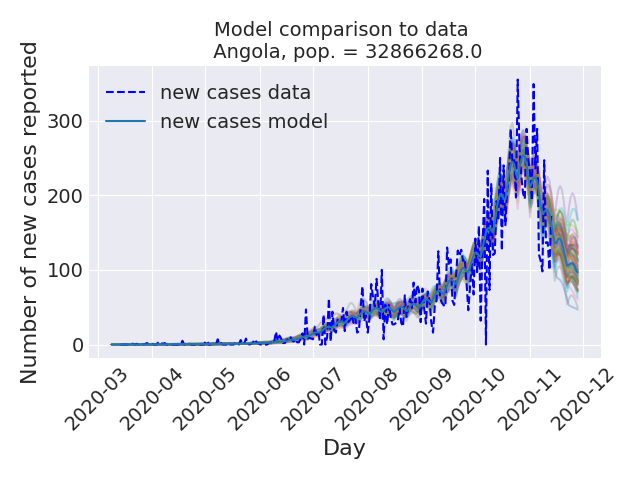 Model comparison to data
Angola, pop. = 32866268.0
Number of new cases reported
new cases data
new cases model
300
200
100
0
2020-03
2020-04
2020-05
2020-06
2020-07
2020-08
2020-09
2020-10
2020-11
2020-12
Day